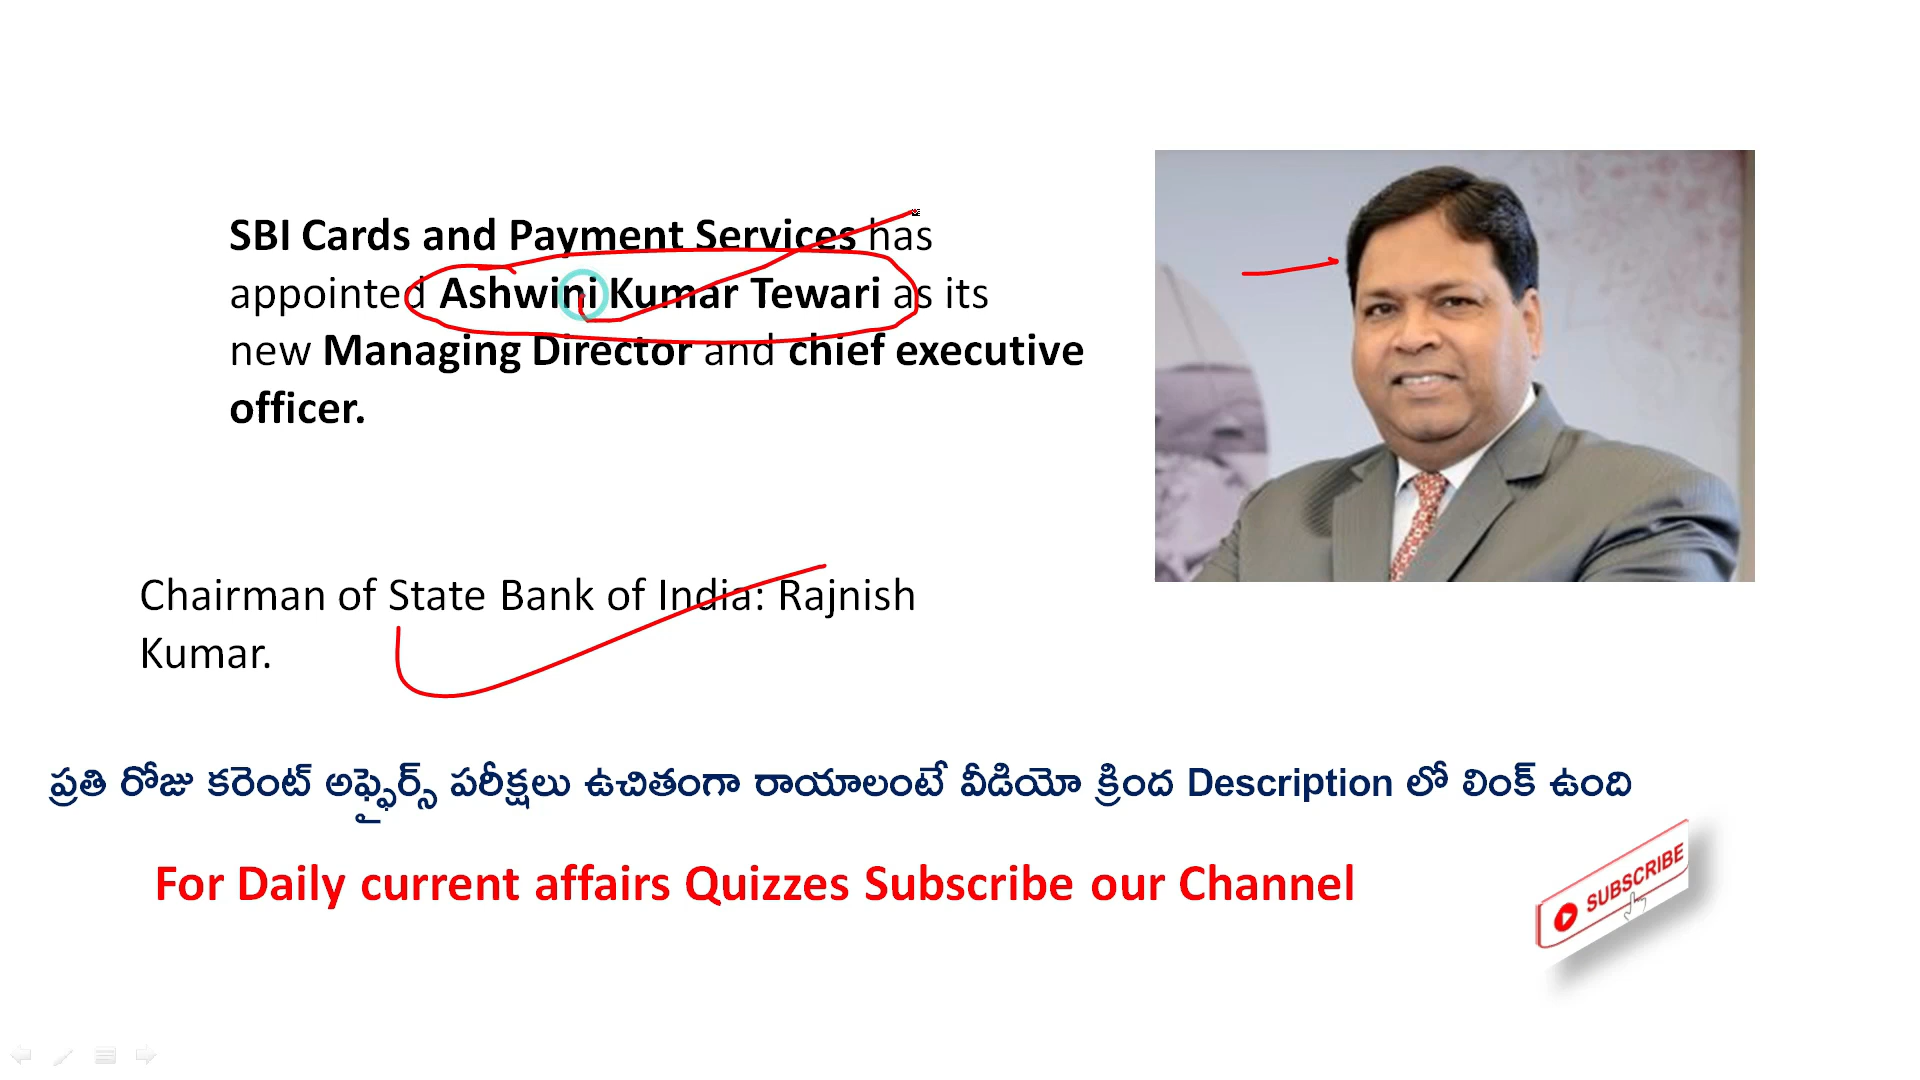 SBI Cards and Payment Services has
appointed Ashwini Kumar Tewari as its
new Managing Director and chief executive
officer.
Chairman of State Bank of India: Rajnish
Kumar.
ప్రతి రోజు కరెంట్ అఫ్ఫైర్స్ పరీక్షలు ఉచితంగా రాయాలంటే వీడియో క్రింద Description లో లింక్ ఉంది
For Daily current affairs Quizzes Subscribe our Channel
SUBSCRIBE